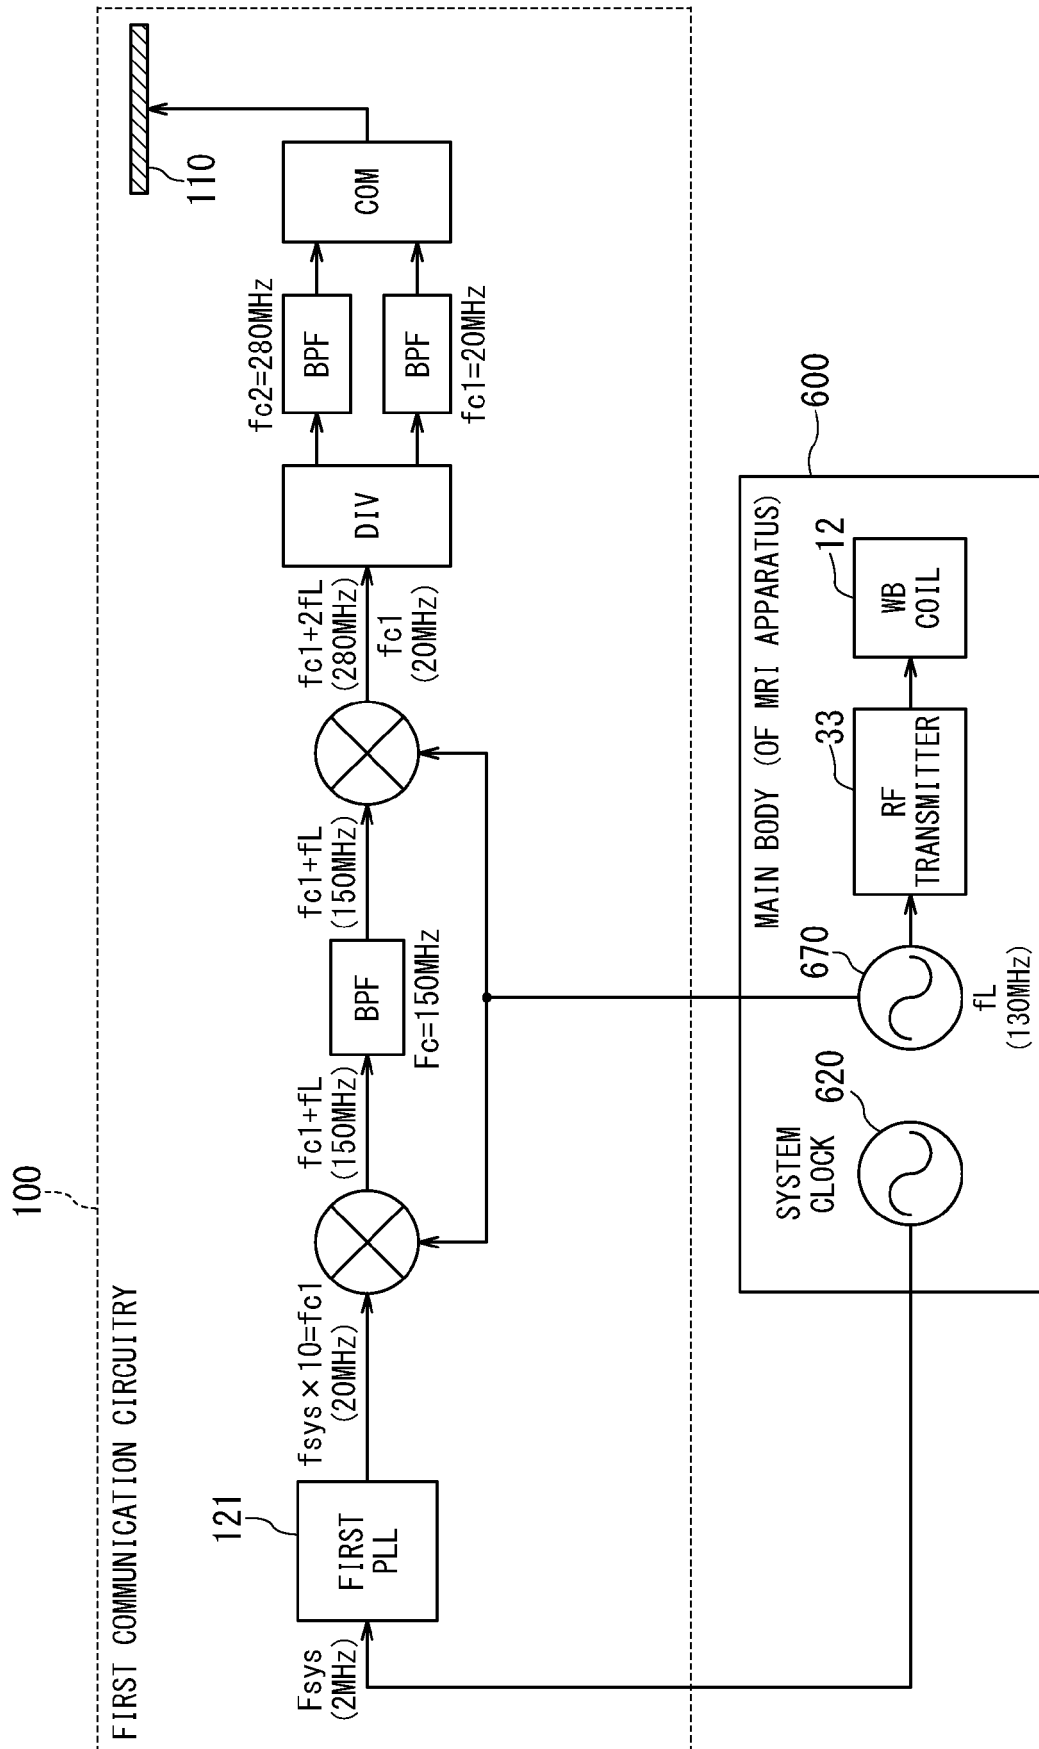 100
FIRST COMMUNICATION CIRCUITRY
Fsys
(2MHz)
121
FIRST
PLL
fsys×10=fc1
(20MHz)
fc1+fL
(150MHz)
BPF
Fc=150MHz
fc1+fL
(150MHz)
fc1+2fL
(280MHz)
fc1
(20MHz)
DIV
fc2=280MHz
BPF
BPF
fc1=20MHz
COM
110
600
MAIN BODY (OF MRI APPARATUS)
SYSTEM
CLOCK
620
670
fL
(130MHz)
33
RF
TRANSMITTER
12
WB
COIL